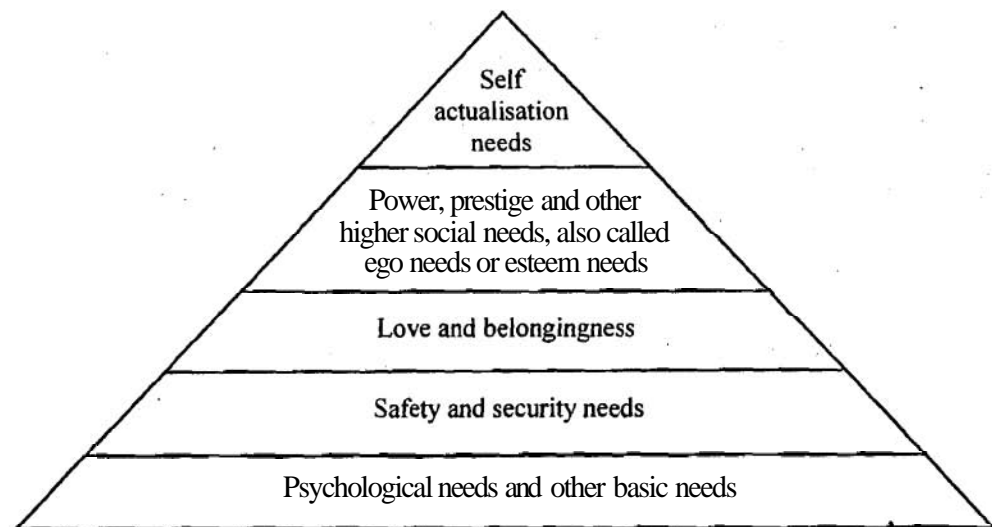 Self
actualisation
needs
Power, prestige and other
higher social needs, also called
ego needs or esteem needs
Love and belongingness
Safety and security needs
Psychological needs and other basic needs